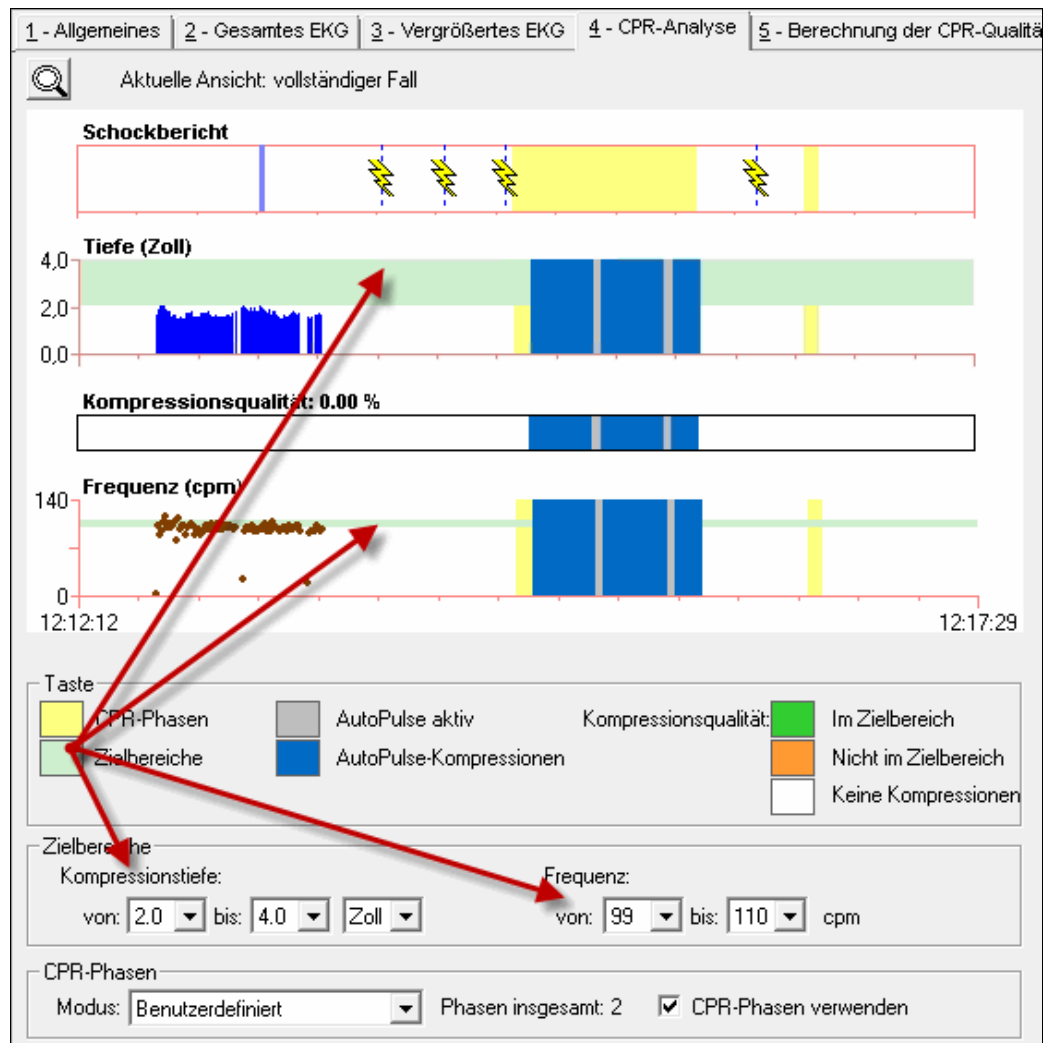 1 - Allgemeines 2 - Gesamtes EKG 3 - Vergrößertes EKG 4 - CPR-Analyse 5 - Berechnung der CPR-Qualitä
Aktuelle Ansicht: vollständiger Fall
Schockbericht
Tiefe (Zoll)
4,0
2,0
0,0
Kompressionsqualität: 0.00 %
Frequenz (cpm)
140
0
12:12:12 12:17:29
Taste
CPR-Phasen AutoPulse aktiv Kompressionsqualität: Im Zielbereich
Zielbereiche AutoPulse-Kompressionen Nicht im Zielbereich
Keine Kompressionen
Zielbereiche
Kompressionstiefe: Frequenz:
von: 2.0 bis: 4.0 Zoll von: 99 bis: 110 cpm
CPR-Phasen
Modus: Benutzerdefiniert Phasen insgesamt: 2 CPR-Phasen verwenden